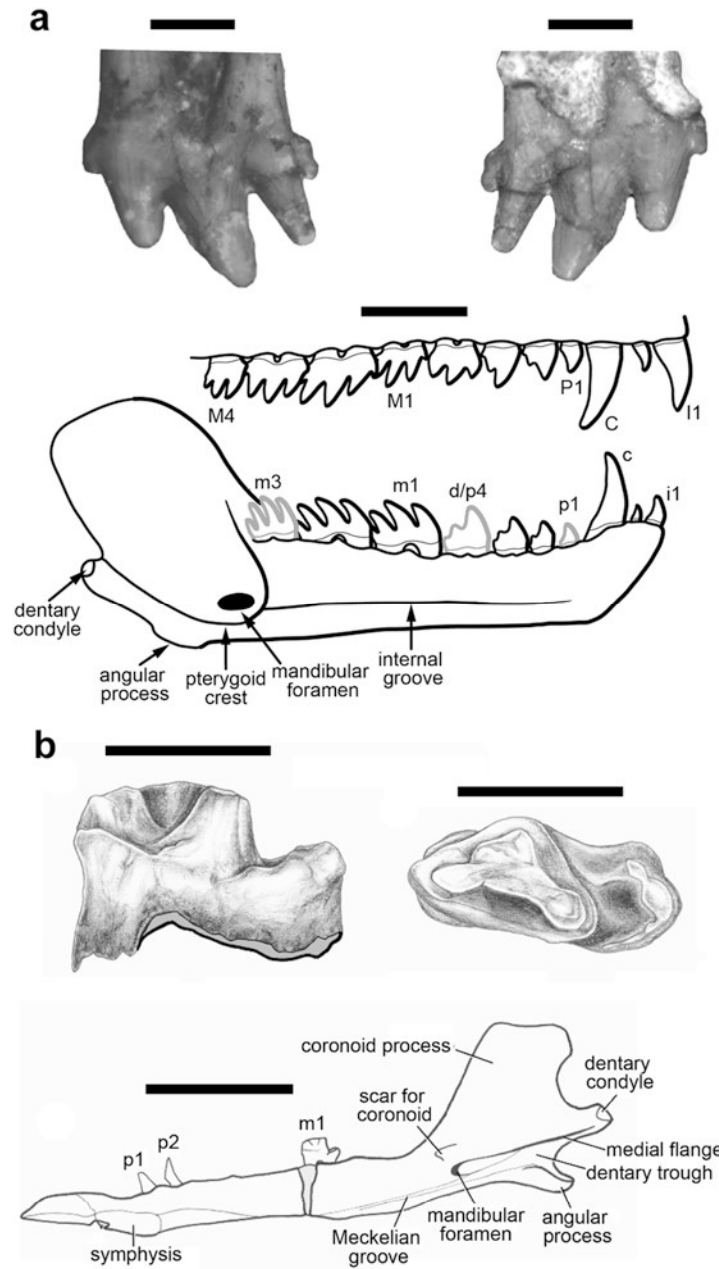 a
M4
M1
P1
C
I1
m3
m1
d/p4
p1
c
i1
dentary
condyle
angular
process
pterygoid
crest
mandibular
foramen
internal
groove
b
coronoid process
scar for
coronoid
dentary
condyle
m1
p1
p2
medial flange
dentary trough
symphysis
Meckelian
groove
mandibular
foramen
angular
process